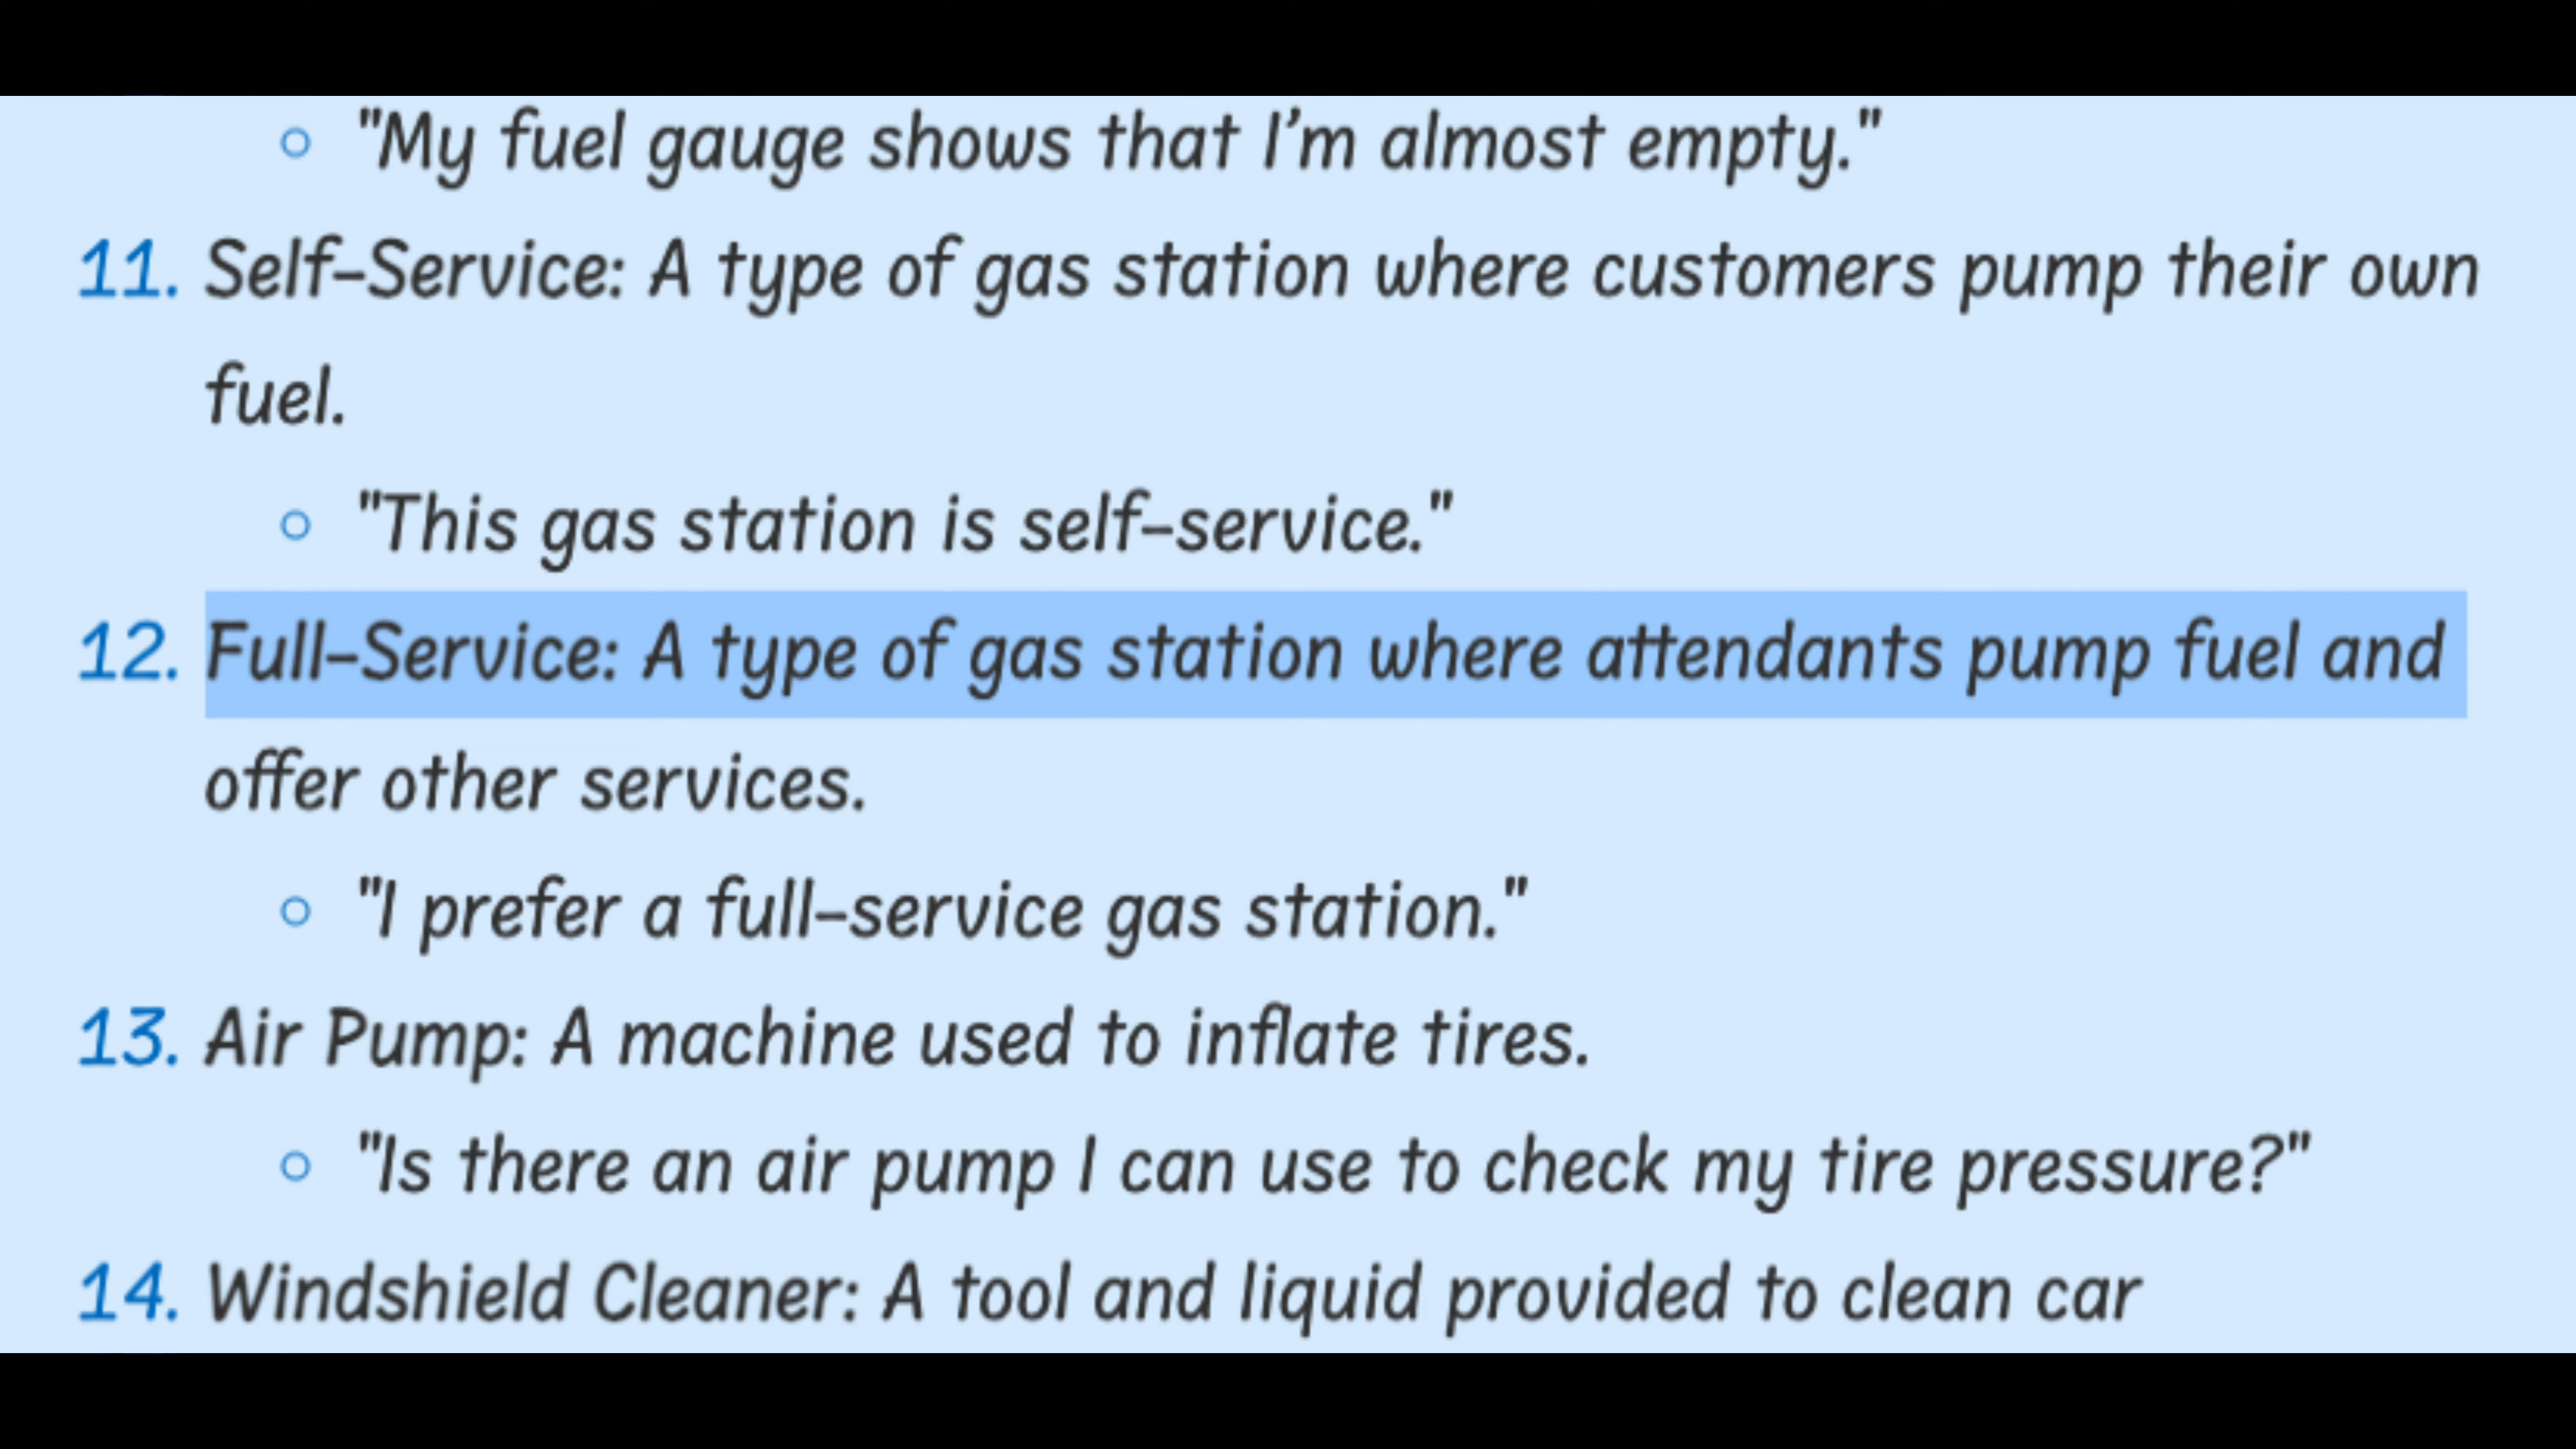 ○ "My fuel gauge shows that I’m almost empty."
11. Self-Service: A type of gas station where customers pump their own
fuel.
○ "This gas station is self-service."
12. Full-Service: A type of gas station where attendants pump fuel and
offer other services.
○ "I prefer a full-service gas station."
13. Air Pump: A machine used to inflate tires.
○ "Is there an air pump I can use to check my tire pressure?"
14. Windshield Cleaner: A tool and liquid provided to clean car